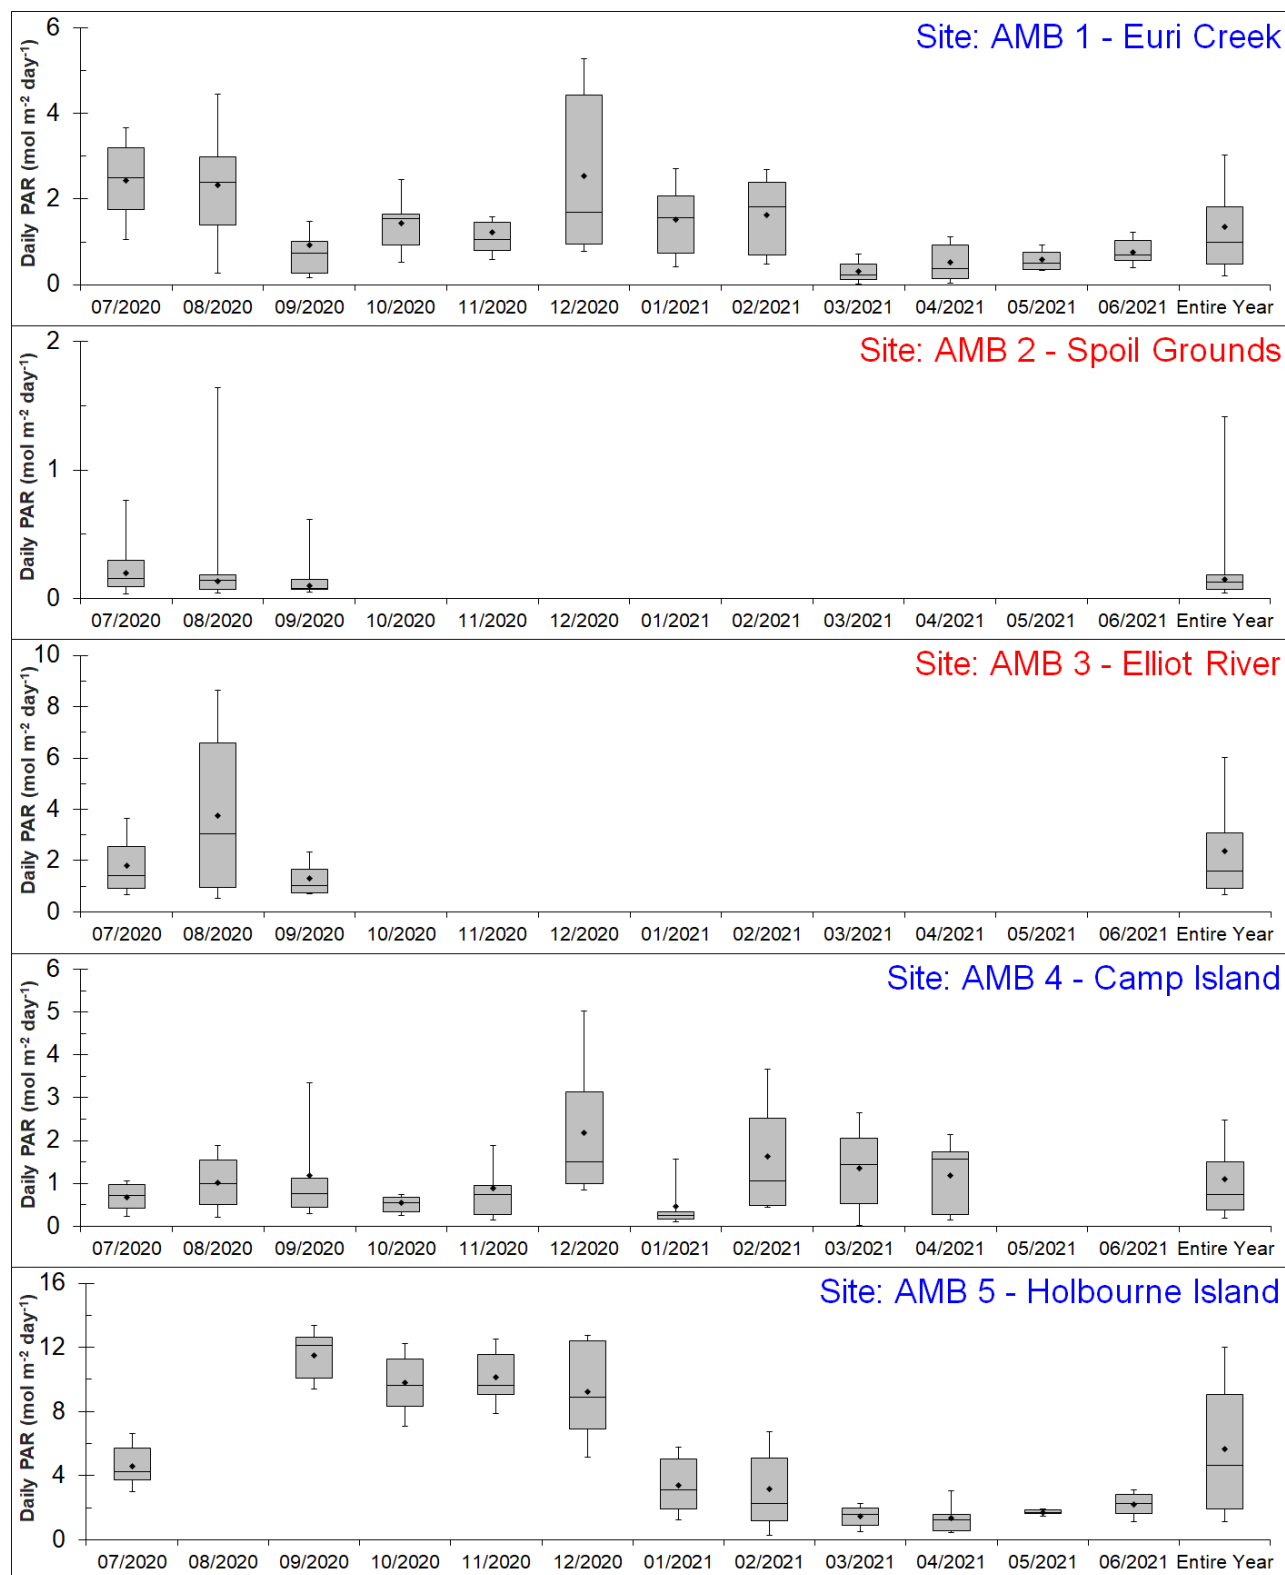 Site: AMB 1 - Euri Creek
Daily PAR (mol m⁻² day⁻¹)
6
4
2
0
07/2020 08/2020 09/2020 10/2020 11/2020 12/2020 01/2021 02/2021 03/2021 04/2021 05/2021 06/2021 Entire Year
Site: AMB 2 - Spoil Grounds
Daily PAR (mol m⁻² day⁻¹)
2
1
0
07/2020 08/2020 09/2020 10/2020 11/2020 12/2020 01/2021 02/2021 03/2021 04/2021 05/2021 06/2021 Entire Year
Site: AMB 3 - Elliot River
Daily PAR (mol m⁻² day⁻¹)
10
8
6
4
2
0
07/2020 08/2020 09/2020 10/2020 11/2020 12/2020 01/2021 02/2021 03/2021 04/2021 05/2021 06/2021 Entire Year
Site: AMB 4 - Camp Island
Daily PAR (mol m⁻² day⁻¹)
6
5
4
3
2
1
0
07/2020 08/2020 09/2020 10/2020 11/2020 12/2020 01/2021 02/2021 03/2021 04/2021 05/2021 06/2021 Entire Year
Site: AMB 5 - Holbourne Island
Daily PAR (mol m⁻² day⁻¹)
16
12
8
4
0
07/2020 08/2020 09/2020 10/2020 11/2020 12/2020 01/2021 02/2021 03/2021 04/2021 05/2021 06/2021 Entire Year